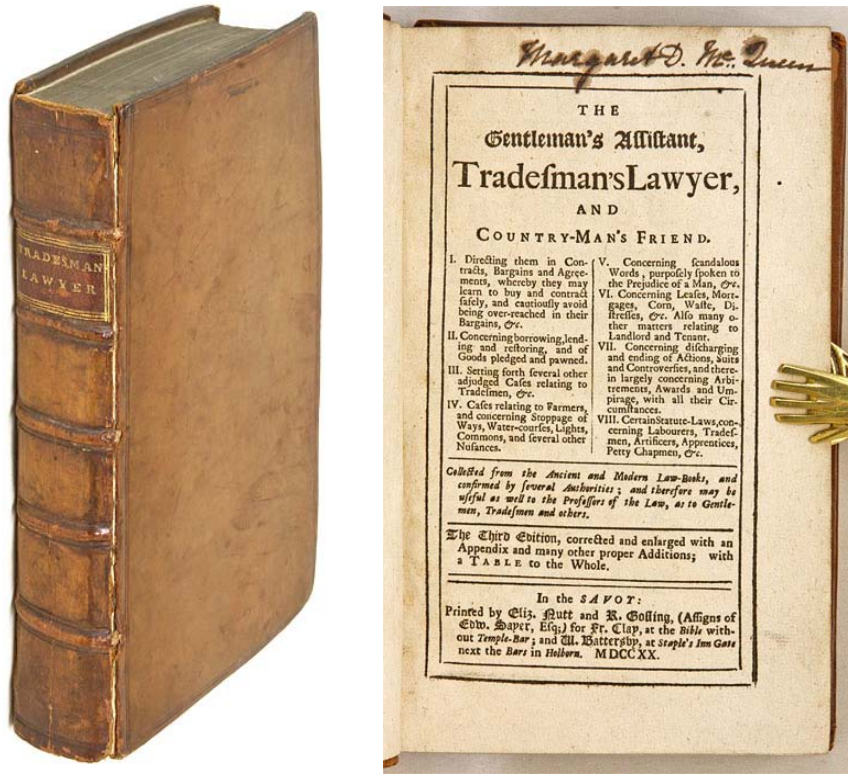 TRADESMAN
LAWYER
Margaret D. McQueen
THE
Gentleman's Aſſiſtant,
Tradeſman'sLawyer,
AND
COUNTRY-MAN'S FRIEND.
I. Directing them in Con-
tracts, Bargains and Agree-
ments, whereby they may
learn to buy and contract
ſafely, and cautiouſly avoid
being over-reached in their
Bargains, &c.
II. Concerning borrowing, lend-
ing and reſtoring, and of
Goods pledged and pawned.
III. Setting forth ſeveral other
adjudged Caſes relating to
Tradeſmen, &c.
IV. Caſes relating to Farmers,
and concerning Stoppage of
Ways, Water-courſes, Lights,
Commons, and ſeveral other
Nuſances.
V. Concerning ſcandalous
Words, purpoſely ſpoken to
the Prejudice of a Man, &c.
VI. Concerning Leaſes, Mort-
gages, Corn, Waſte, Di-
ſtreſſes, &c. Alſo many o-
ther matters relating to
Landlord and Tenant.
VII. Concerning diſcharging
and ending of Actions, Suits
and Controverſies, and there-
in largely concerning Arbi-
trements, Awards and Um-
pirage, with all their Cir-
cumſtances.
VIII. Certain Statute-Laws, con-
cerning Labourers, Tradeſ-
men, Artificers, Apprentices,
Petty Chapmen, &c.
Collected from the Ancient and Modern Law-Books, and
confirmed by ſeveral Authorities; and therefore may be
uſeful as well to the Profeſſors of the Law, as to Gentle-
men, Tradeſmen and others.
The Third Edition, corrected and enlarged with an
Appendix and many other proper Additions; with
a TABLE to the Whole.
In the SAVOY:
Printed by Eliz. Nutt and R. Goſling, (Aſſigns of
Edw. Sayer, Eſq;) for Fr. Clay, at the Bible with-
out Temple-Bar; and W. Battersby, at Staple's Inn Gate
next the Bars in Holborn. MDCCXX.